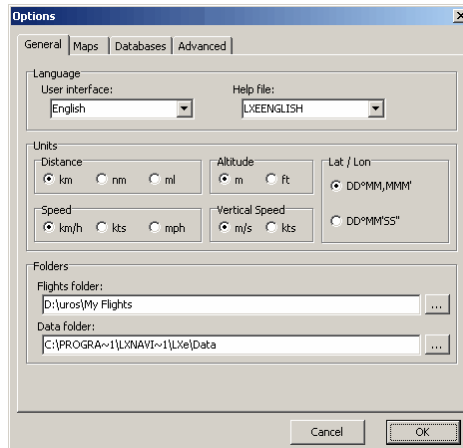 Options
General Maps Databases Advanced
Language
User interface: Help file:
English LXEENGLISH
Units
Distance Altitude Lat / Lon
km nm ml m ft DD°MM,MMM'
Speed Vertical Speed
km/h kts mph m/s kts DD°MM'SS"
Folders
Flights folder:
D:\uros\My Flights
...
Data folder:
C:\PROGRA~1\LXNAVI~1\LXe\Data
...
Cancel OK